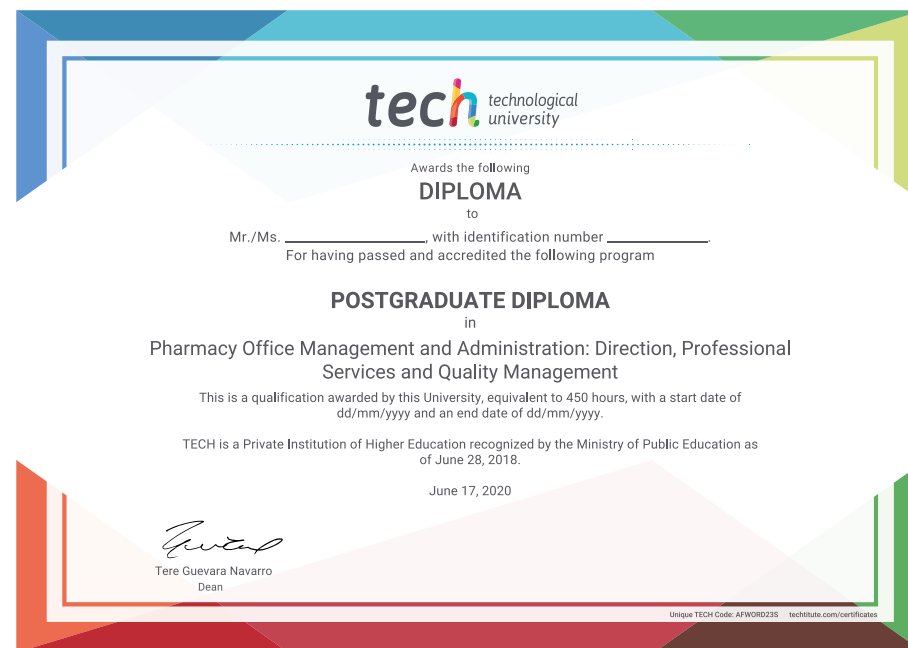 tech technological
university
Awards the following
DIPLOMA
to
Mr./Ms. ____________________, with identification number ______________.
For having passed and accredited the following program
POSTGRADUATE DIPLOMA
in
Pharmacy Office Management and Administration: Direction, Professional
Services and Quality Management
This is a qualification awarded by this University, equivalent to 450 hours, with a start date of
dd/mm/yyyy and an end date of dd/mm/yyyy.
TECH is a Private Institution of Higher Education recognized by the Ministry of Public Education as
of June 28, 2018.
June 17, 2020
Tere Guevara Navarro
Dean
Unique TECH Code: AFWORD23S techtitute.com/certificates